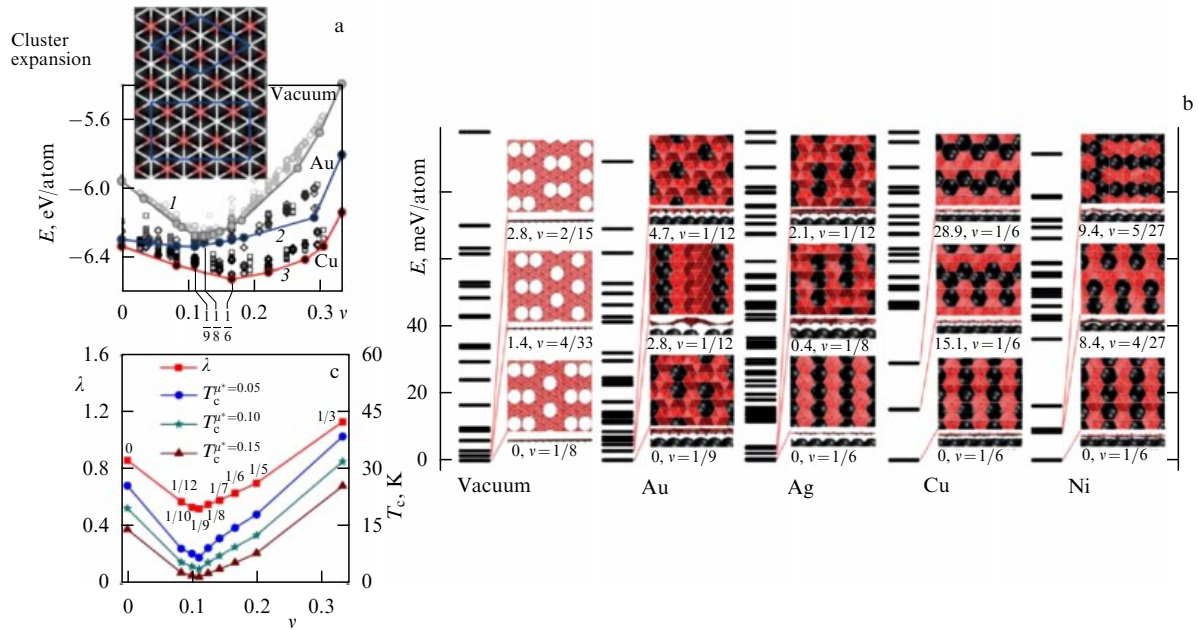 Cluster
expansion
a
Vacuum
−5.6
−6.0
−6.4
E, eV/atom
Au
Cu
1
2
3
0
0.1
0.2
v
1/9
1/8
1/6
c
1.6
1.2
0.8
0.4
0
λ
λ
T_c^{μ*=0.05}
T_c^{μ*=0.10}
T_c^{μ*=0.15}
60
45
30
15
0
T_c, K
0
1/12
1/10
1/9
1/8
1/7
1/6
1/5
1/3
0
0.1
0.2
0.3
v
b
E, meV/atom
60
40
20
0
2.8, v = 2/15
4.7, v = 1/12
2.1, v = 1/12
28.9, v = 1/6
9.4, v = 5/27
1.4, v = 4/33
2.8, v = 1/12
0.4, v = 1/8
15.1, v = 1/6
8.4, v = 4/27
0, v = 1/8
0, v = 1/9
0, v = 1/6
0, v = 1/6
0, v = 1/6
Vacuum
Au
Ag
Cu
Ni